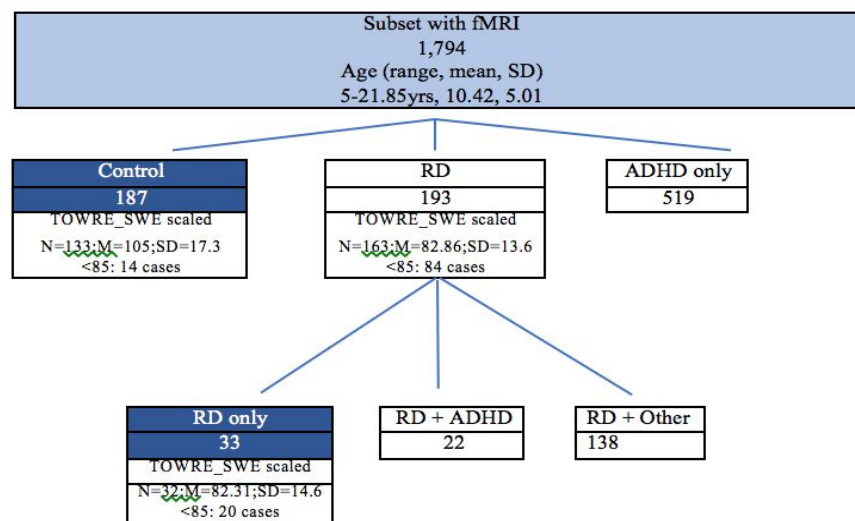 Subset with fMRI
1,794
Age (range, mean, SD)
5-21.85yrs, 10.42, 5.01
Control
187
TOWRE_SWE scaled
N=133;M=105;SD=17.3
<85: 14 cases
RD
193
TOWRE_SWE scaled
N=163;M=82.86;SD=13.6
<85: 84 cases
ADHD only
519
RD only
33
TOWRE_SWE scaled
N=32;M=82.31;SD=14.6
<85: 20 cases
RD + ADHD
22
RD + Other
138